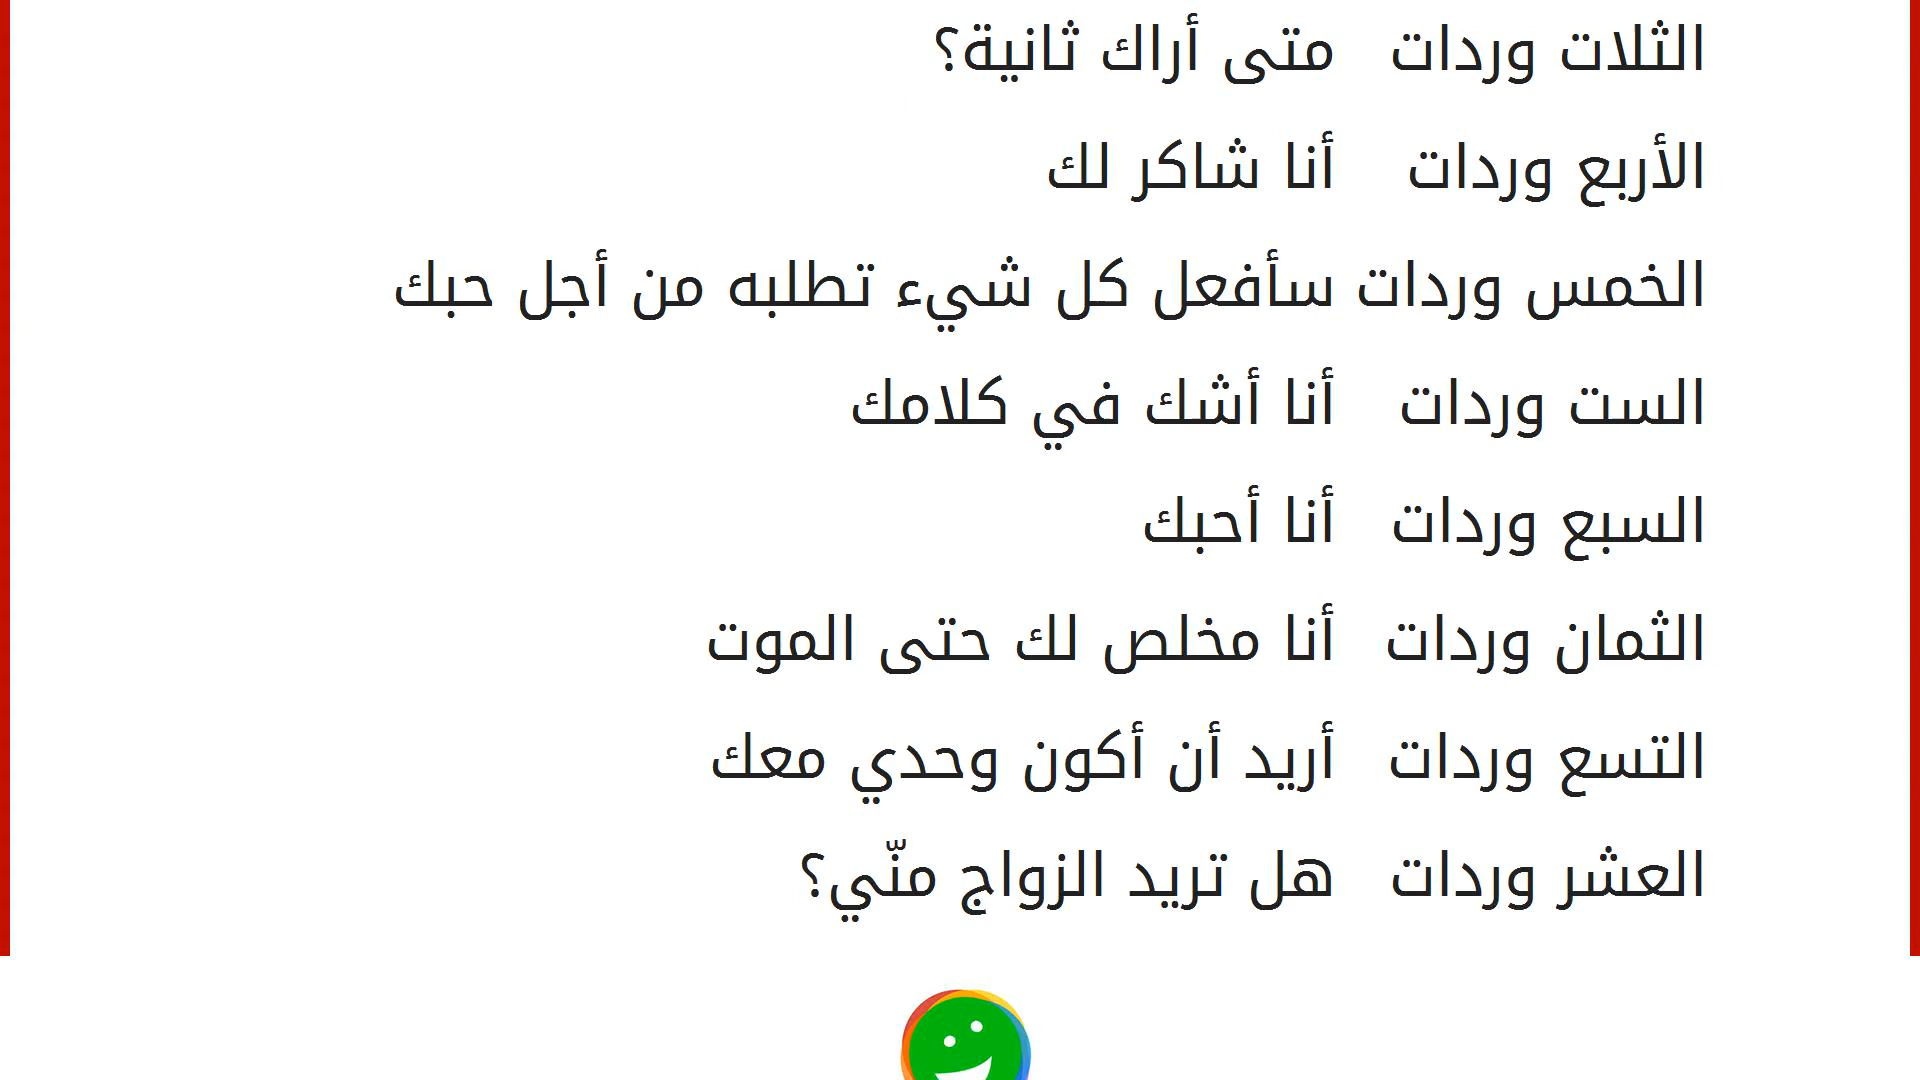 الثلات وردات متى أراك ثانية؟
الأربع وردات أنا شاكر لك
الخمس وردات سأفعل كل شيء تطلبه من أجل حبك
الست وردات أنا أشك في كلامك
السبع وردات أنا أحبك
الثمان وردات أنا مخلص لك حتى الموت
التسع وردات أريد أن أكون وحدي معك
العشر وردات هل تريد الزواج منّي؟